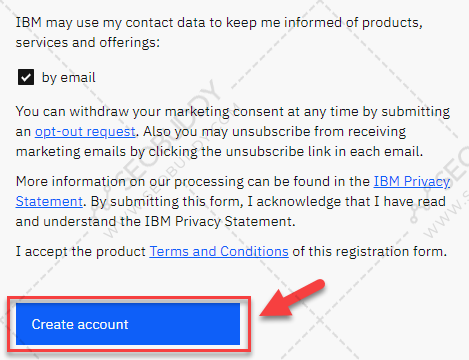 IBM may use my contact data to keep me informed of products,
services and offerings:
by email
You can withdraw your marketing consent at any time by submitting
an opt-out request. Also you may unsubscribe from receiving
marketing emails by clicking the unsubscribe link in each email.
More information on our processing can be found in the IBM Privacy
Statement. By submitting this form, I acknowledge that I have read
and understand the IBM Privacy Statement.
I accept the product Terms and Conditions of this registration form.
Create account